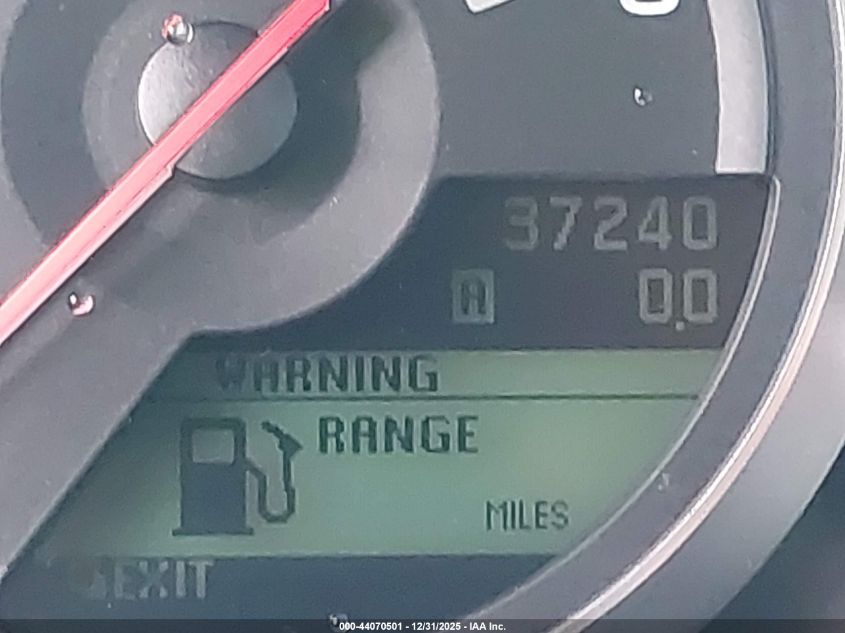 37240
A 0.0
WARNING
RANGE
MILES
EXIT
000-44070501 - 12/31/2025 - IAA Inc.